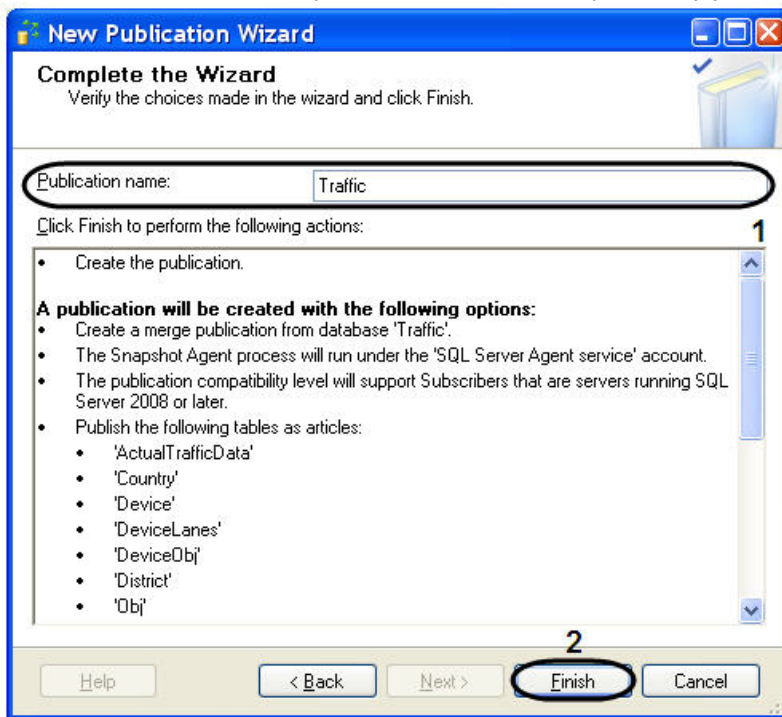 New Publication Wizard
Complete the Wizard
Verify the choices made in the wizard and click Finish.
Publication name: Traffic
Click Finish to perform the following actions:
1
• Create the publication.
A publication will be created with the following options:
• Create a merge publication from database 'Traffic'.
• The Snapshot Agent process will run under the 'SQL Server Agent service' account.
• The publication compatibility level will support Subscribers that are servers running SQL
Server 2008 or later.
• Publish the following tables as articles:
• 'ActualTrafficData'
• 'Country'
• 'Device'
• 'DeviceLanes'
• 'DeviceObj'
• 'District'
• 'Obj'
2
Help < Back Next > Finish Cancel